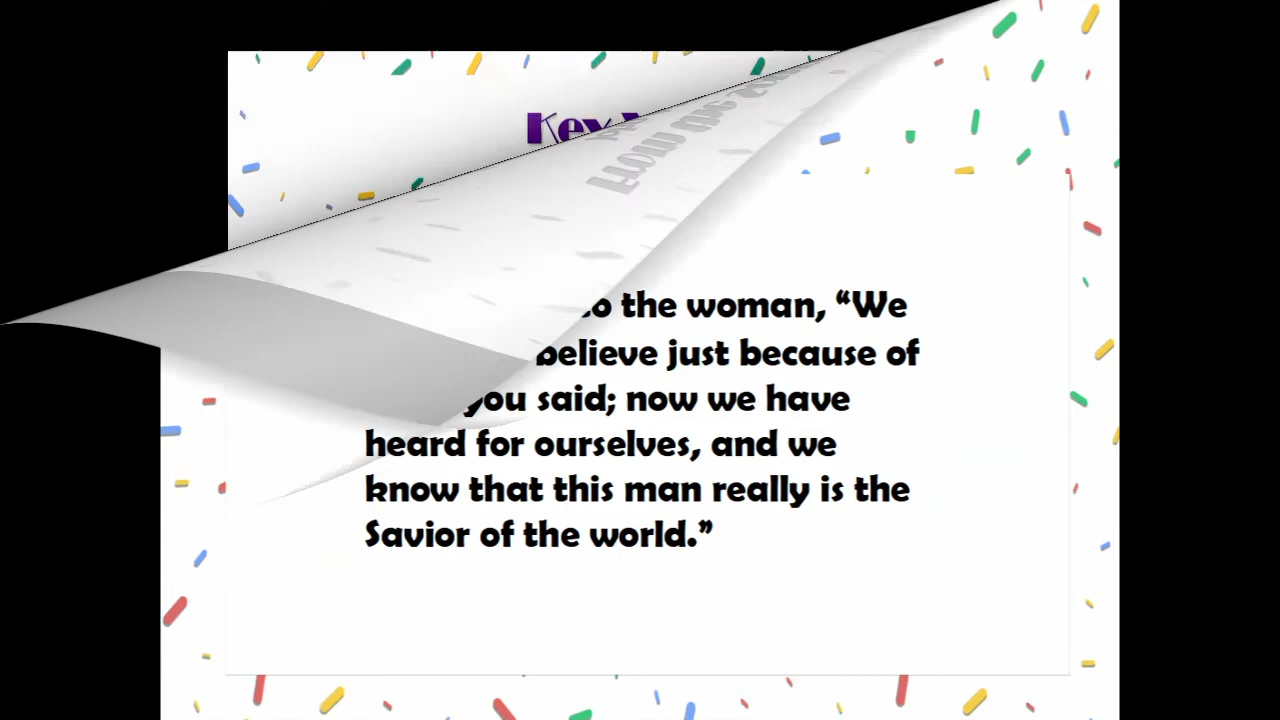 Key
to the woman, “We
believe just because of
you said; now we have
heard for ourselves, and we
know that this man really is the
Savior of the world.”